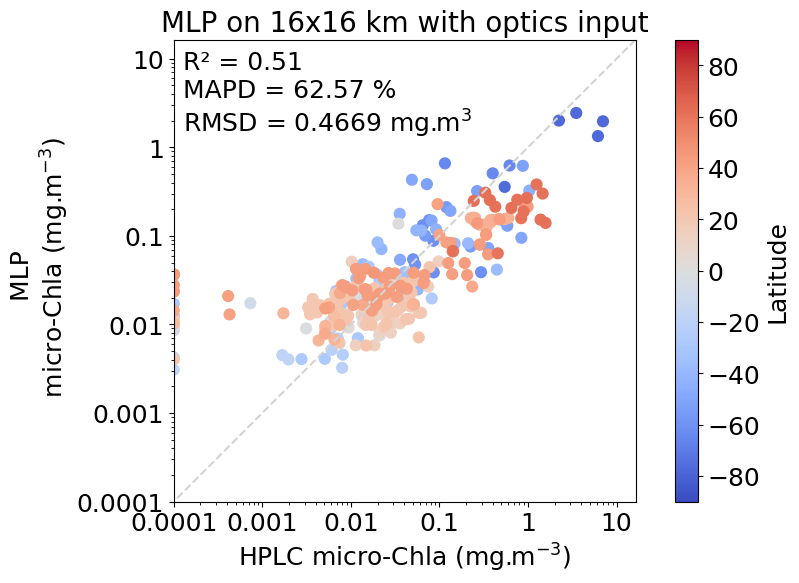 MLP on 16x16 km with optics input
R² = 0.51
MAPD = 62.57 %
RMSD = 0.4669 mg.m³
MLP
micro-Chla (mg.m⁻³)
10
1
0.1
0.01
0.001
0.0001
0.0001 0.001 0.01 0.1 1 10
HPLC micro-Chla (mg.m⁻³)
80
60
40
20
0
−20
−40
−60
−80
Latitude